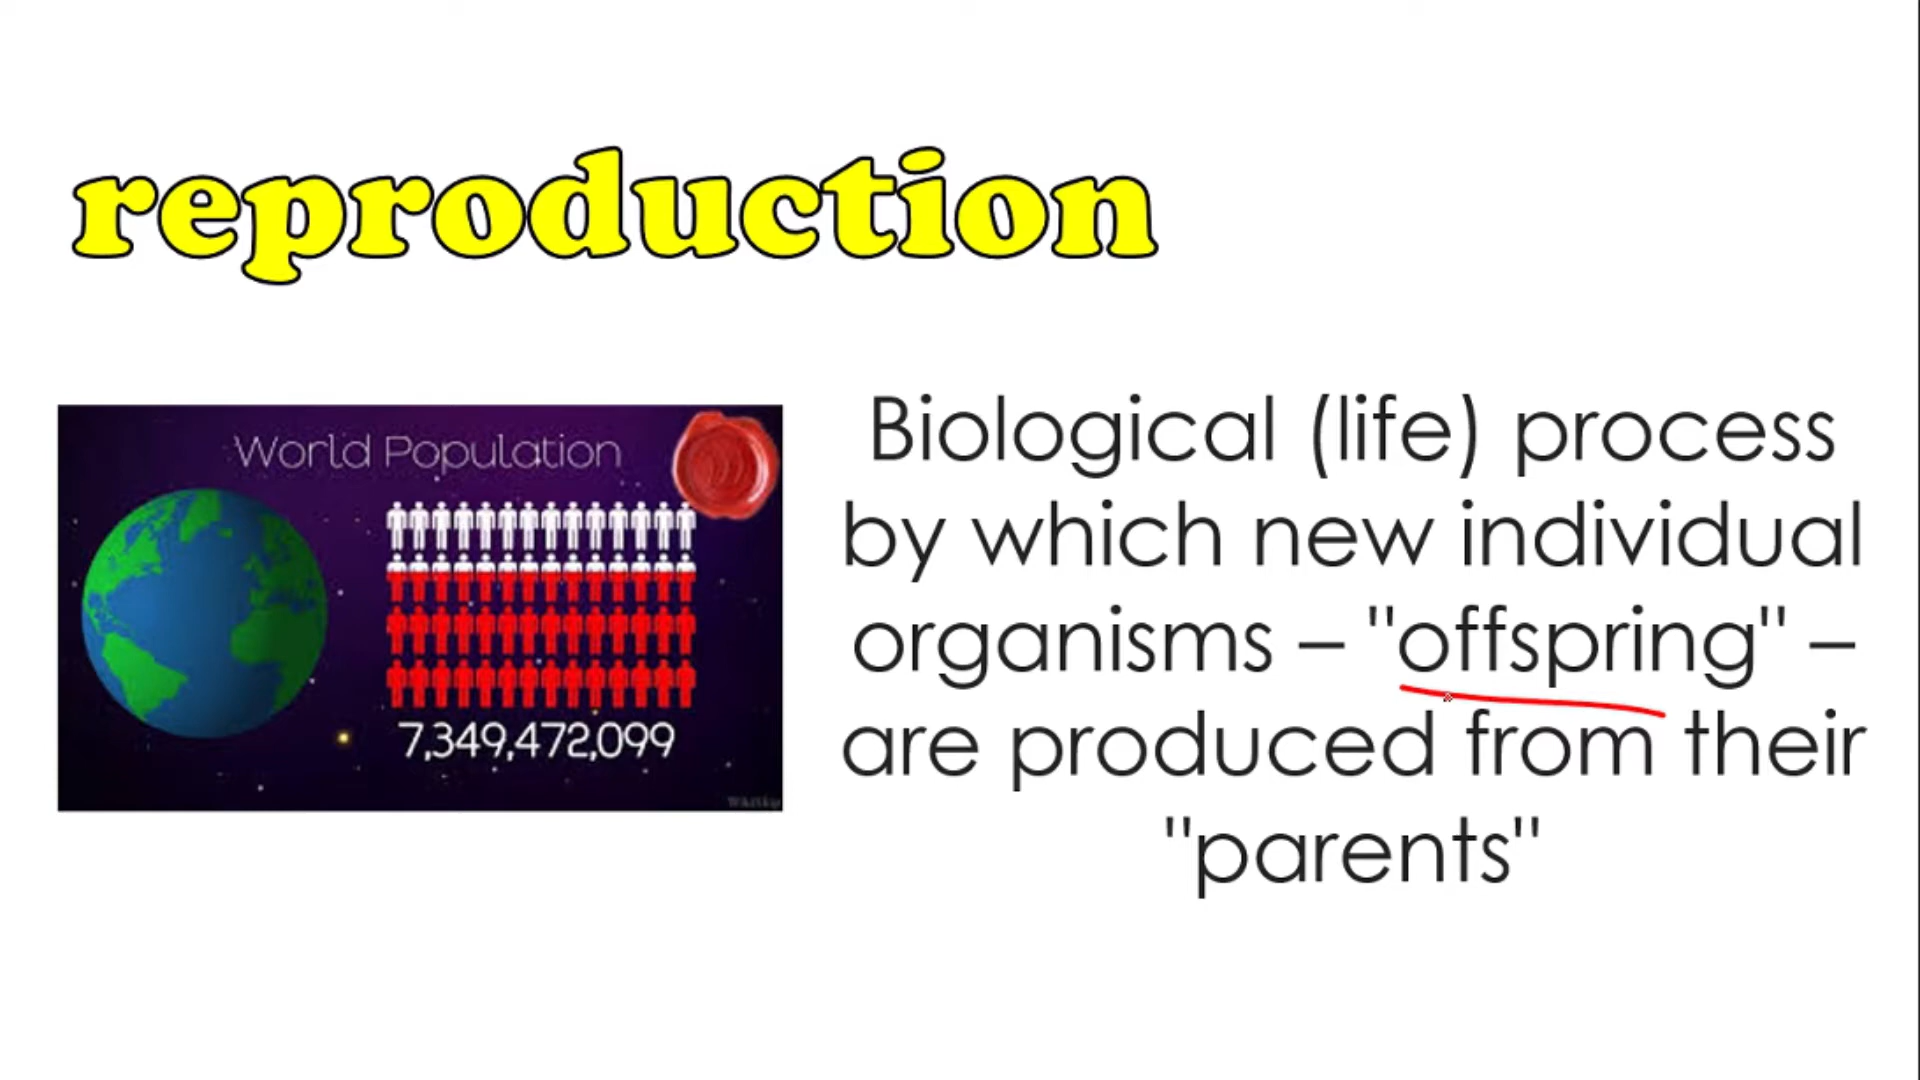 reproduction
World Population
7,349,472,099
Biological (life) process
by which new individual
organisms – "offspring" –
are produced from their
"parents"